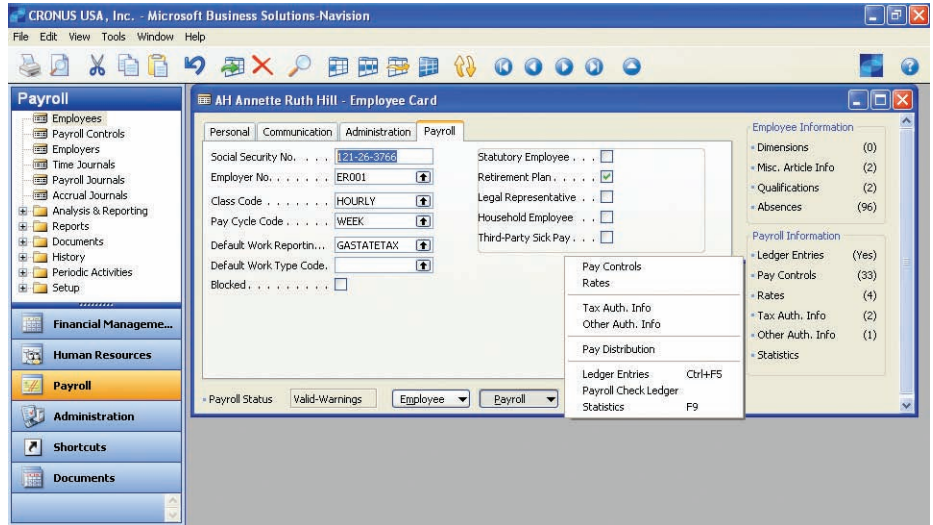 CRONUS USA, Inc. - Microsoft Business Solutions-Navision
File Edit View Tools Window Help
Payroll
Employees
Payroll Controls
Employers
Time Journals
Payroll Journals
Accrual Journals
Analysis & Reporting
Reports
Documents
History
Periodic Activities
Setup
Financial Manageme...
Human Resources
Payroll
Administration
Shortcuts
Documents
AH Annette Ruth Hill - Employee Card
Personal Communication Administration Payroll
Social Security No. . . . . 121-26-3766
Employer No. . . . . . . ER001
Class Code . . . . . . . HOURLY
Pay Cycle Code . . . . . WEEK
Default Work Reportin... GASTATETAX
Default Work Type Code.
Blocked. . . . . . . . . .
Statutory Employee . . .
Retirement Plan. . . . . .
Legal Representative . .
Household Employee . .
Third-Party Sick Pay. . .
Payroll Status Valid-Warnings Employee Payroll
Pay Controls
Rates
Tax Auth. Info
Other Auth. Info
Pay Distribution
Ledger Entries Ctrl+F5
Payroll Check Ledger
Statistics F9
Employee Information
Dimensions (0)
Misc. Article Info (2)
Qualifications (2)
Absences (96)
Payroll Information
Ledger Entries (Yes)
Pay Controls (33)
Rates (4)
Tax Auth. Info (2)
Other Auth. Info (1)
Statistics